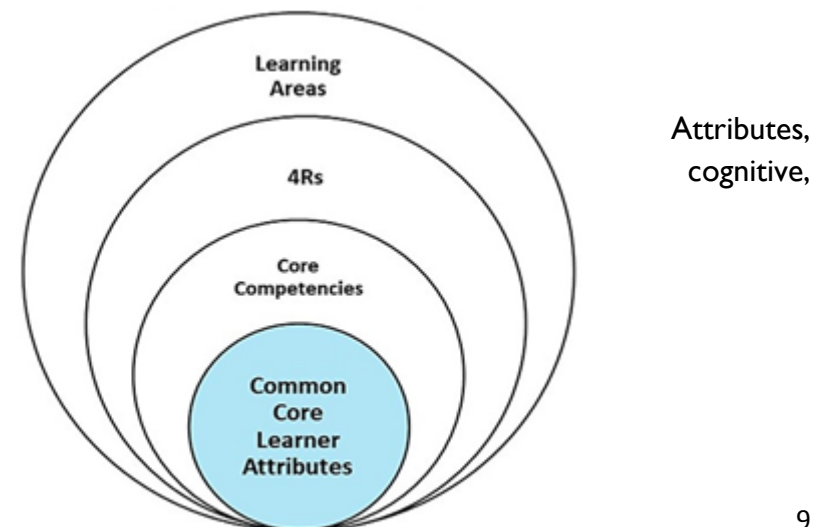 Learning
Areas
Attributes,
cognitive,
4Rs
Core
Competencies
Common
Core
Learner
Attributes
9